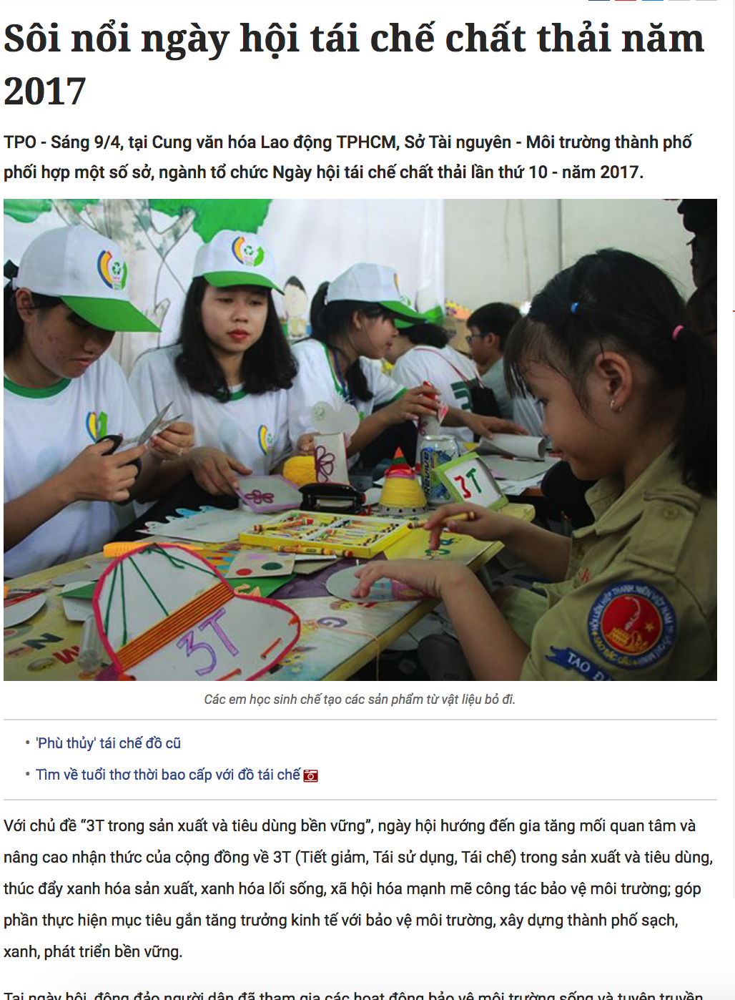 Sôi nổi ngày hội tái chế chất thải năm
2017
TPO - Sáng 9/4, tại Cung văn hóa Lao động TPHCM, Sở Tài nguyên - Môi trường thành phố
phối hợp một số sở, ngành tổ chức Ngày hội tái chế chất thải lần thứ 10 - năm 2017.
3T
3T
HỘI LIÊN HIỆP THANH NIÊN VIỆT NAM
TAO Đ
Các em học sinh chế tạo các sản phẩm từ vật liệu bỏ đi.
'Phù thủy' tái chế đồ cũ
Tìm về tuổi thơ thời bao cấp với đồ tái chế
Với chủ đề “3T trong sản xuất và tiêu dùng bền vững”, ngày hội hướng đến gia tăng mối quan tâm và
nâng cao nhận thức của cộng đồng về 3T (Tiết giảm, Tái sử dụng, Tái chế) trong sản xuất và tiêu dùng,
thúc đẩy xanh hóa sản xuất, xanh hóa lối sống, xã hội hóa mạnh mẽ công tác bảo vệ môi trường; góp
phần thực hiện mục tiêu gắn tăng trưởng kinh tế với bảo vệ môi trường, xây dựng thành phố sạch,
xanh, phát triển bền vững.
Tại ngày hội, đông đảo người dân đã tham gia các hoạt động bảo vệ môi trường sống và tuyên truyền